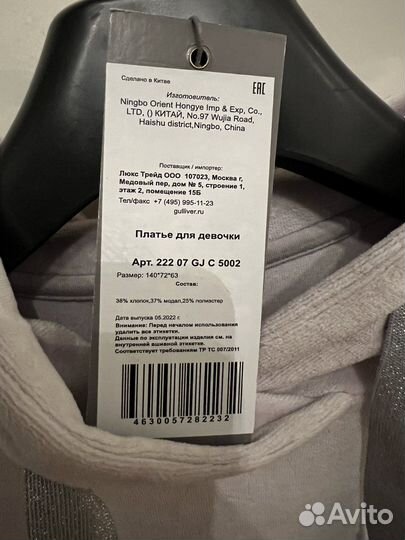 Сделано в Китае
EAC
Изготовитель:
Ningbo Orient Hongye Imp & Exp, Co.,
LTD, () КИТАЙ, No.97 Wujia Road,
Haishu district,Ningbo, China
Поставщик / импортер:
Люкс Трейд ООО 107023, Москва г,
Медовый пер, дом № 5, строение 1,
этаж 2, помещение 15Б
Тел/факс +7 (495) 995-11-23
gulliver.ru
Платье для девочки
Арт. 222 07 GJ C 5002
Размер: 140*72*63
Состав:
38% хлопок,37% модал,25% полиэстер
Дата выпуска 05.2022 г.
Внимание: Перед началом использования
удалить все этикетки.
Данные по эксплуатации изделия см. на
внутренней вшивной этикетке.
Соответствует требованиям ТР ТС 007/2011
4630057282232
Avito